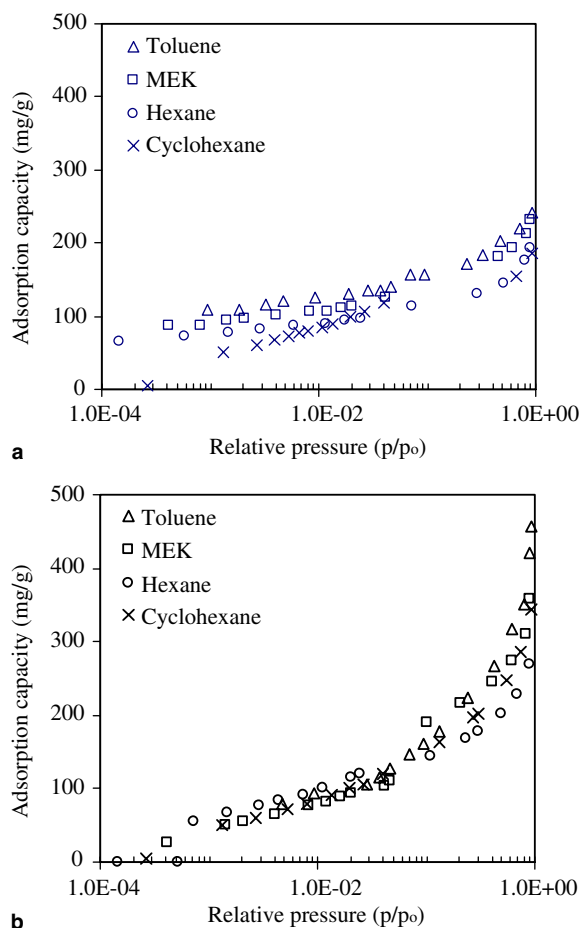 500
Toluene
MEK
400
Hexane
Cyclohexane
300
200
100
0
Adsorption capacity (mg/g)
1.0E-04 1.0E-02 1.0E+00
Relative pressure (p/po)
a
500
Toluene
400
MEK
Hexane
Cyclohexane
300
200
100
0
Adsorption capacity (mg/g)
1.0E-04 1.0E-02 1.0E+00
Relative pressure (p/po)
b